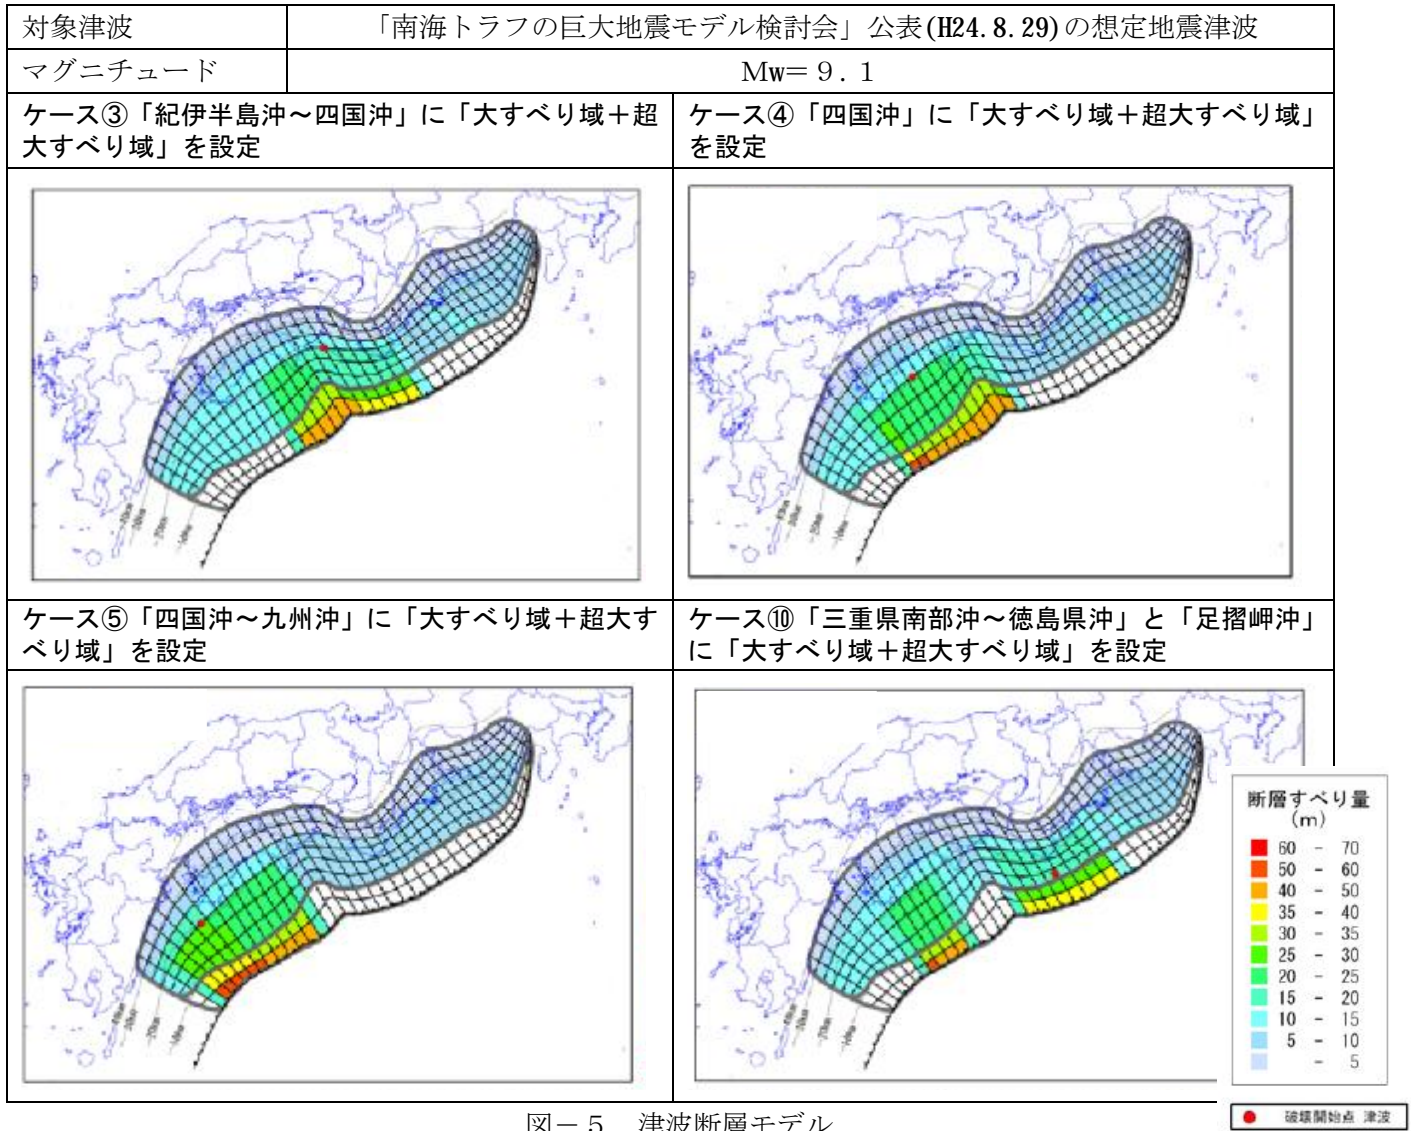 対象津波
「南海トラフの巨大地震モデル検討会」公表(H24.8.29)の想定地震津波
マグニチュード
Mw＝９．１
ケース③「紀伊半島沖～四国沖」に「大すべり域＋超
大すべり域」を設定
ケース④「四国沖」に「大すべり域＋超大すべり域」
を設定
ケース⑤「四国沖～九州沖」に「大すべり域＋超大す
べり域」を設定
ケース⑩「三重県南部沖～徳島県沖」と「足摺岬沖」
に「大すべり域＋超大すべり域」を設定
断層すべり量
(m)
60 - 70
50 - 60
40 - 50
35 - 40
30 - 35
25 - 30
20 - 25
15 - 20
10 - 15
5 - 10
- 5
破壊開始点 津波
図－５ 津波断層モデル